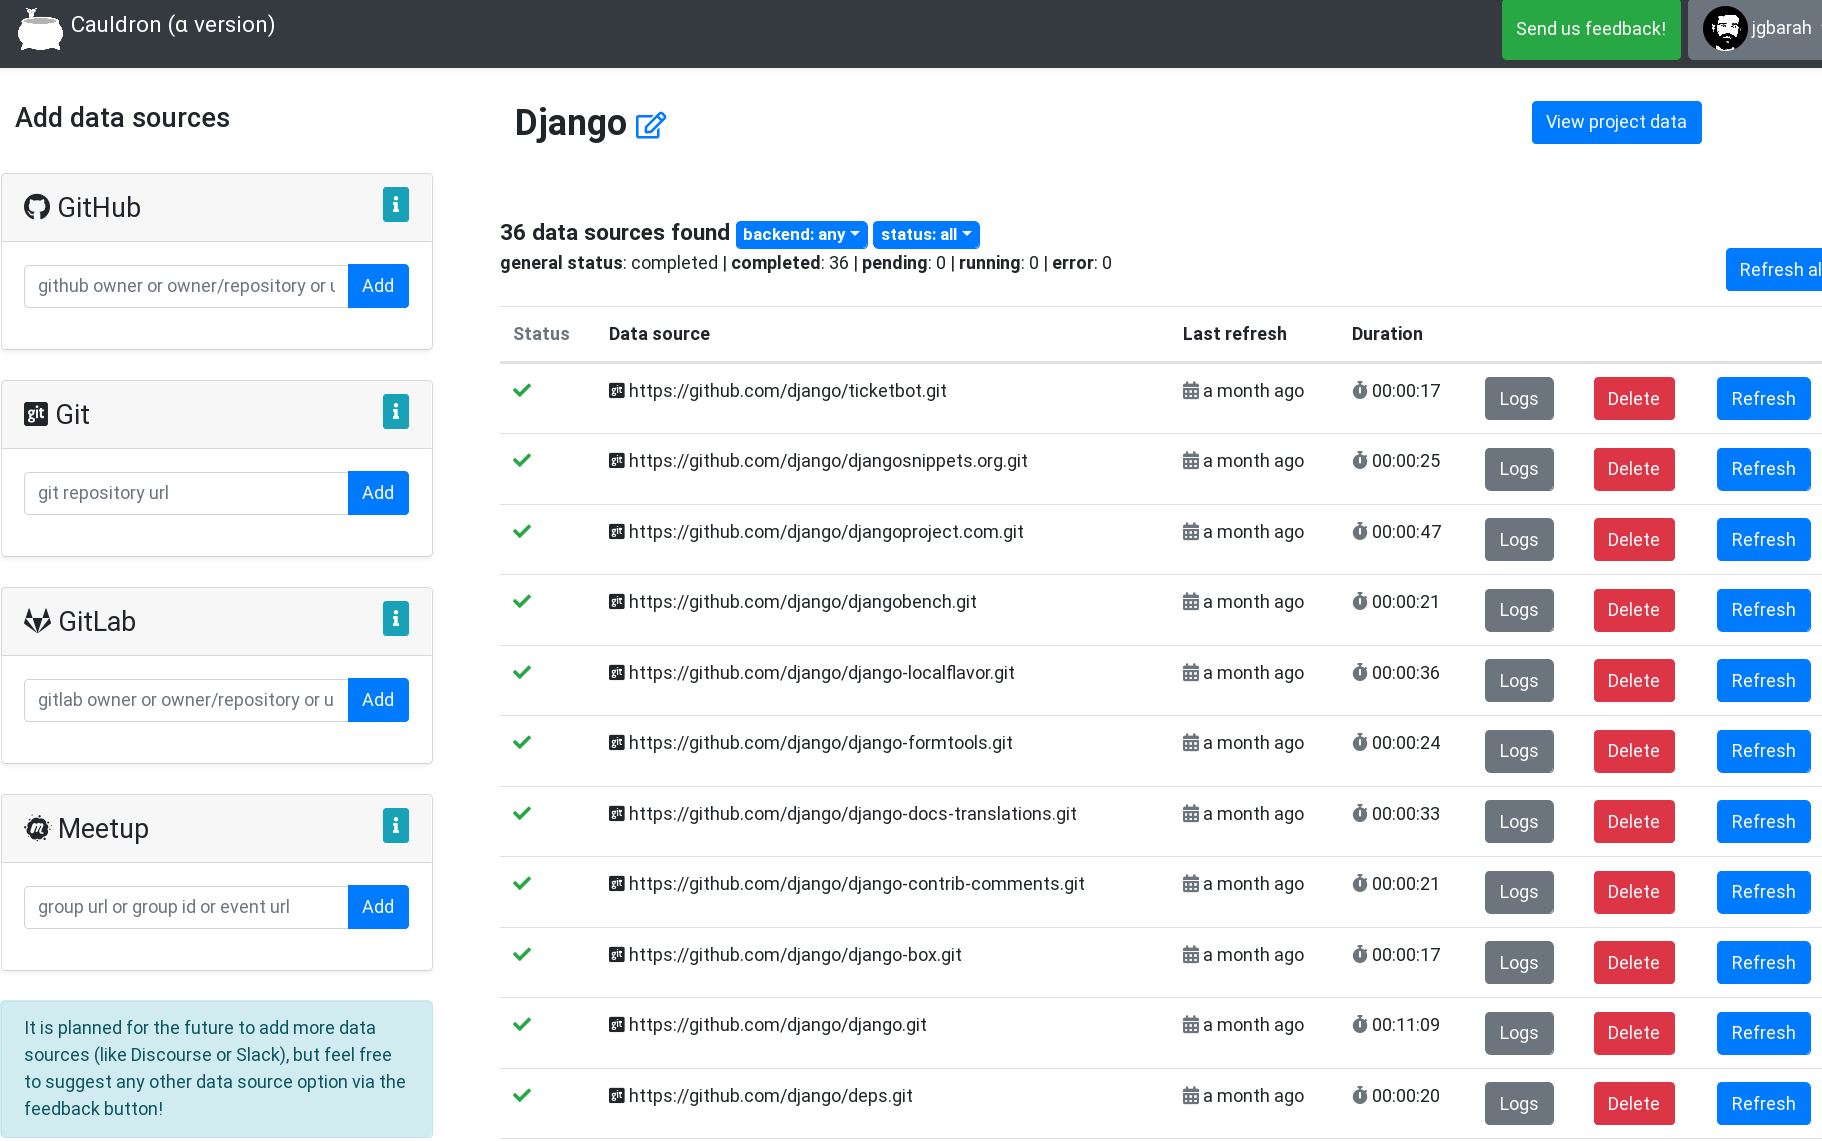 Cauldron (α version)
Send us feedback!
jgbarah
Add data sources
GitHub
github owner or owner/repository or u
Add
git Git
git repository url
Add
GitLab
gitlab owner or owner/repository or u
Add
Meetup
group url or group id or event url
Add
It is planned for the future to add more data
sources (like Discourse or Slack), but feel free
to suggest any other data source option via the
feedback button!
Django
View project data
36 data sources found backend: any status: all
general status: completed | completed: 36 | pending: 0 | running: 0 | error: 0
Refresh al
Status Data source Last refresh Duration
https://github.com/django/ticketbot.git a month ago 00:00:17 Logs Delete Refresh
https://github.com/django/djangosnippets.org.git a month ago 00:00:25 Logs Delete Refresh
https://github.com/django/djangoproject.com.git a month ago 00:00:47 Logs Delete Refresh
https://github.com/django/djangobench.git a month ago 00:00:21 Logs Delete Refresh
https://github.com/django/django-localflavor.git a month ago 00:00:36 Logs Delete Refresh
https://github.com/django/django-formtools.git a month ago 00:00:24 Logs Delete Refresh
https://github.com/django/django-docs-translations.git a month ago 00:00:33 Logs Delete Refresh
https://github.com/django/django-contrib-comments.git a month ago 00:00:21 Logs Delete Refresh
https://github.com/django/django-box.git a month ago 00:00:17 Logs Delete Refresh
https://github.com/django/django.git a month ago 00:11:09 Logs Delete Refresh
https://github.com/django/deps.git a month ago 00:00:20 Logs Delete Refresh